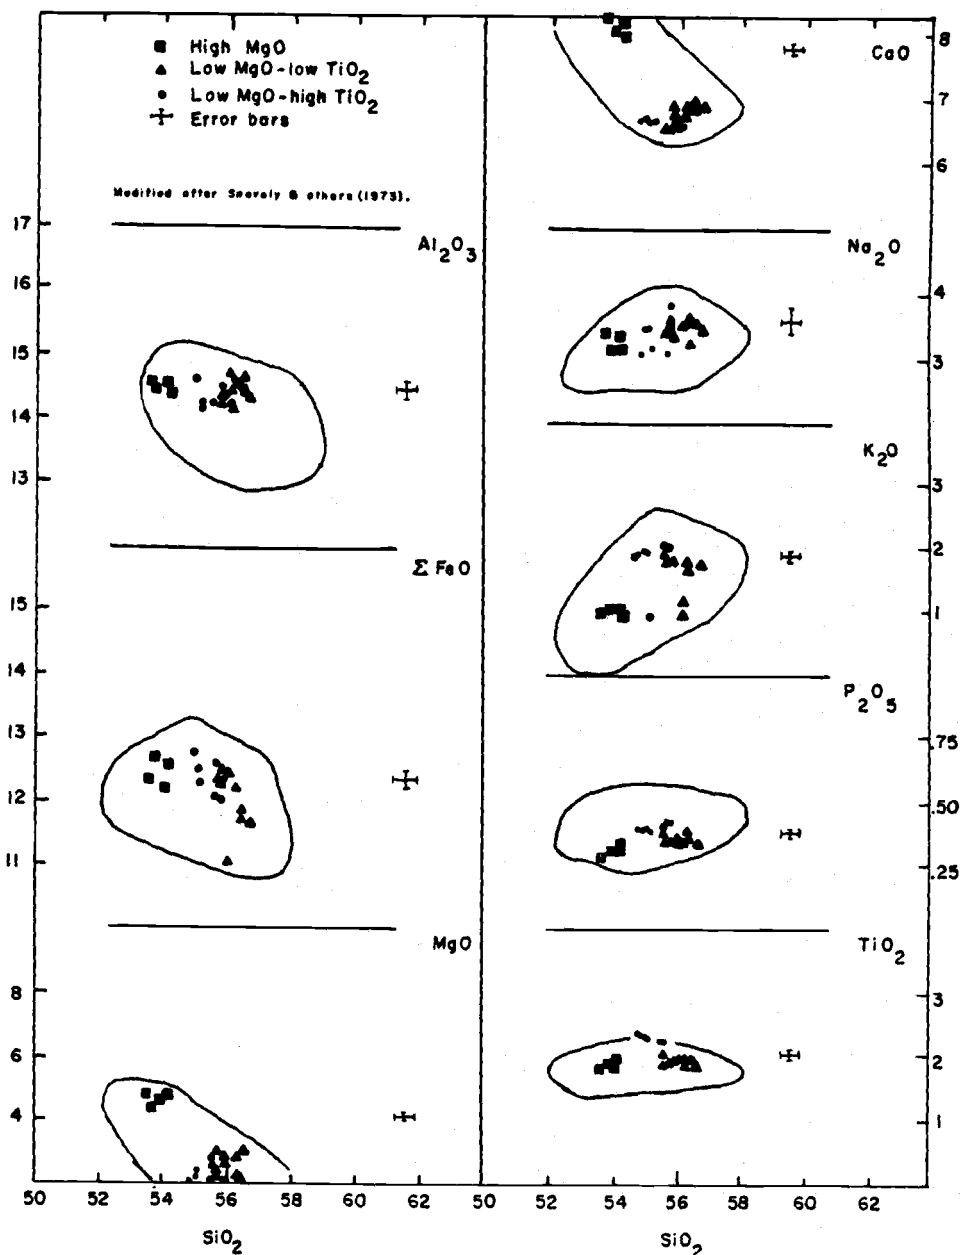 High MgO
Low MgO-low TiO2
Low MgO-high TiO2
Error bars
Modified after Snavely & others (1973).
17
Al2O3
16
15
14
13
Σ FeO
15
14
13
12
11
MgO
8
6
4
50 52 54 56 58 60 62
SiO2
CaO
8
7
6
Na2O
4
3
K2O
3
2
1
P2O5
.75
.50
.25
TiO2
3
2
1
50 52 54 56 58 60 62
SiO2